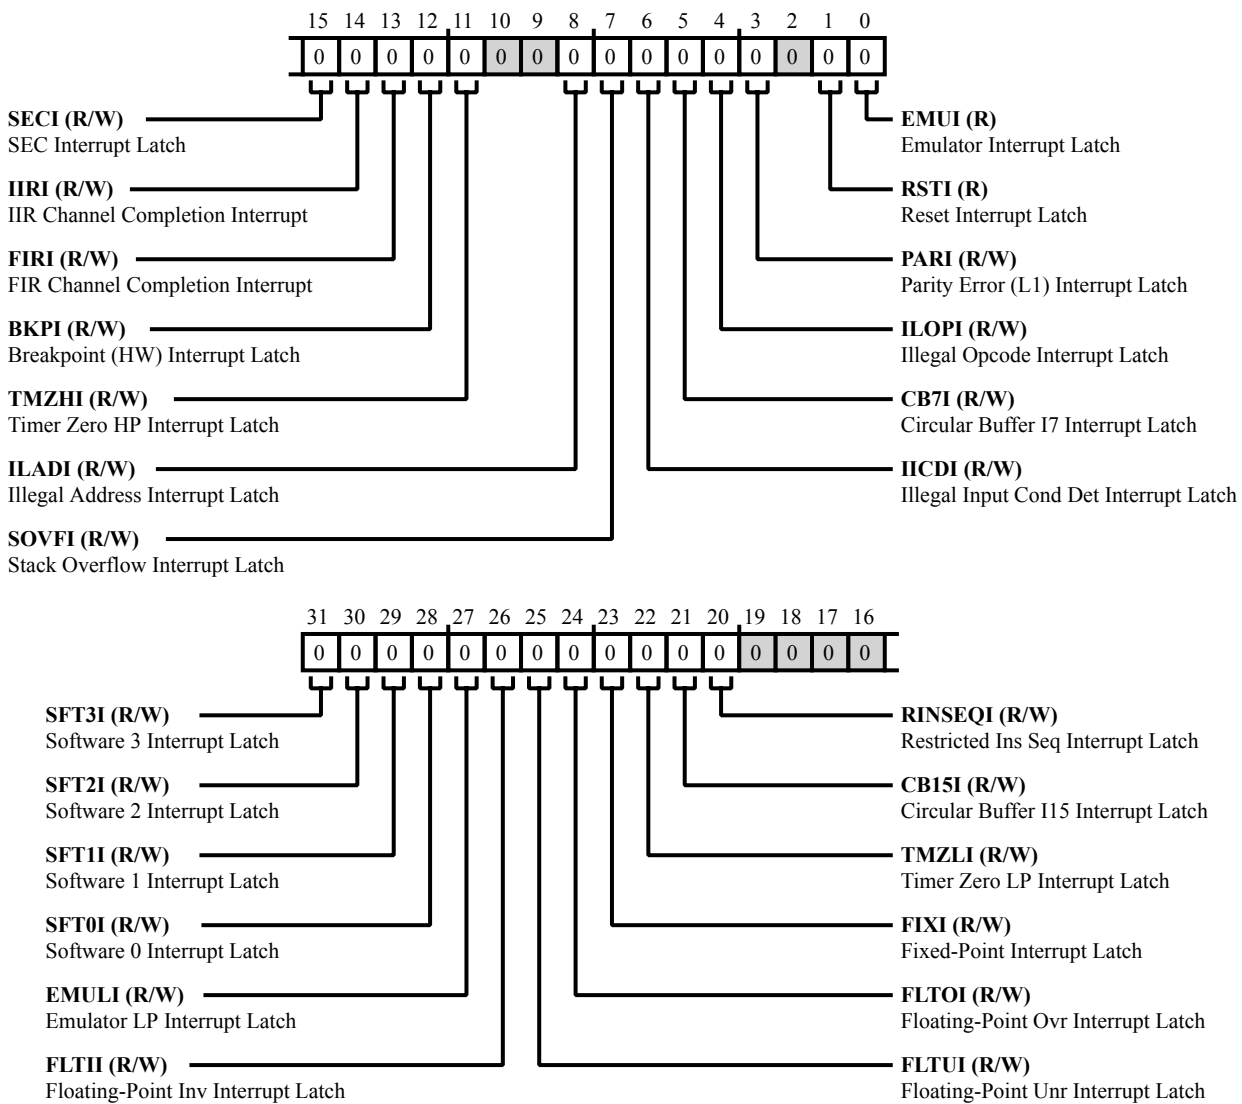 15 14 13 12 11 10 9 8 7 6 5 4 3 2 1 0
0 0 0 0 0 0 0 0 0 0 0 0 0 0 0 0
SECI (R/W)
SEC Interrupt Latch
IIRI (R/W)
IIR Channel Completion Interrupt
FIRI (R/W)
FIR Channel Completion Interrupt
BKPI (R/W)
Breakpoint (HW) Interrupt Latch
TMZHI (R/W)
Timer Zero HP Interrupt Latch
ILADI (R/W)
Illegal Address Interrupt Latch
SOVFI (R/W)
Stack Overflow Interrupt Latch
EMUI (R)
Emulator Interrupt Latch
RSTI (R)
Reset Interrupt Latch
PARI (R/W)
Parity Error (L1) Interrupt Latch
ILOPI (R/W)
Illegal Opcode Interrupt Latch
CB7I (R/W)
Circular Buffer I7 Interrupt Latch
IICDI (R/W)
Illegal Input Cond Det Interrupt Latch
31 30 29 28 27 26 25 24 23 22 21 20 19 18 17 16
0 0 0 0 0 0 0 0 0 0 0 0 0 0 0 0
SFT3I (R/W)
Software 3 Interrupt Latch
SFT2I (R/W)
Software 2 Interrupt Latch
SFT1I (R/W)
Software 1 Interrupt Latch
SFT0I (R/W)
Software 0 Interrupt Latch
EMULI (R/W)
Emulator LP Interrupt Latch
FLTII (R/W)
Floating-Point Inv Interrupt Latch
RINSEQI (R/W)
Restricted Ins Seq Interrupt Latch
CB15I (R/W)
Circular Buffer I15 Interrupt Latch
TMZLI (R/W)
Timer Zero LP Interrupt Latch
FIXI (R/W)
Fixed-Point Interrupt Latch
FLTOI (R/W)
Floating-Point Ovr Interrupt Latch
FLTUI (R/W)
Floating-Point Unr Interrupt Latch